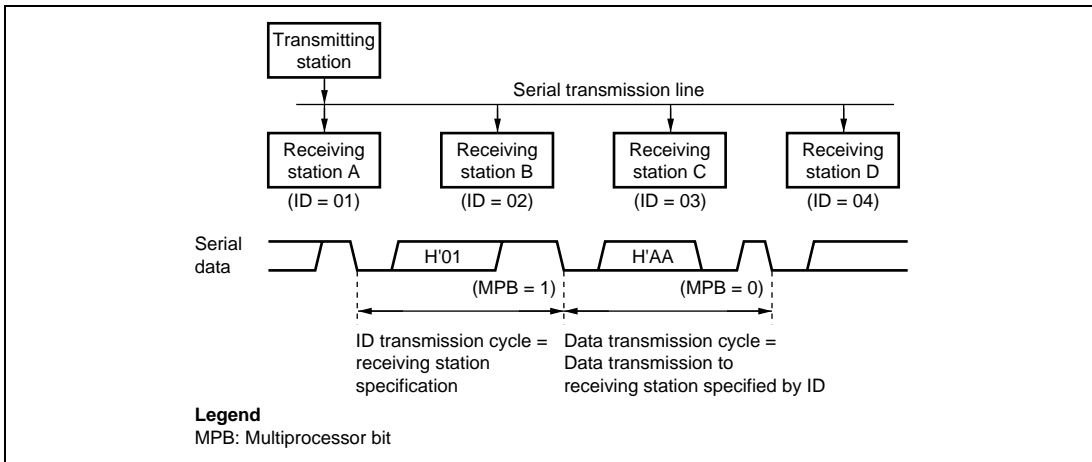 Transmitting
station
Serial transmission line
Receiving
station A
Receiving
station B
Receiving
station C
Receiving
station D
(ID = 01)
(ID = 02)
(ID = 03)
(ID = 04)
Serial
data
H'01
H'AA
(MPB = 1)
(MPB = 0)
ID transmission cycle =
receiving station
specification
Data transmission cycle =
Data transmission to
receiving station specified by ID
Legend
MPB: Multiprocessor bit